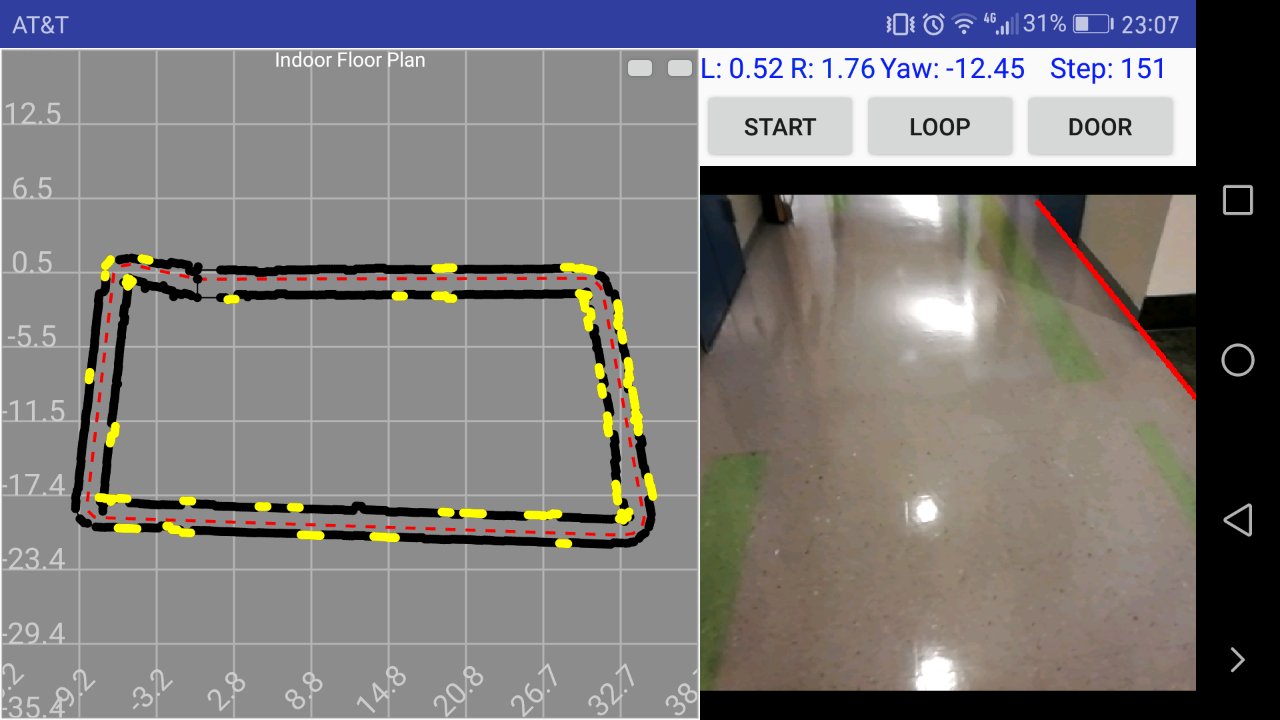 AT&T 4G 31% 23:07
Indoor Floor Plan
L: 0.52 R: 1.76 Yaw: -12.45 Step: 151
START LOOP DOOR
12.5
6.5
0.5
-5.5
-11.5
-17.4
-23.4
-29.4
-35.4
-9.2 -3.2 2.8 8.8 14.8 20.8 26.7 32.7